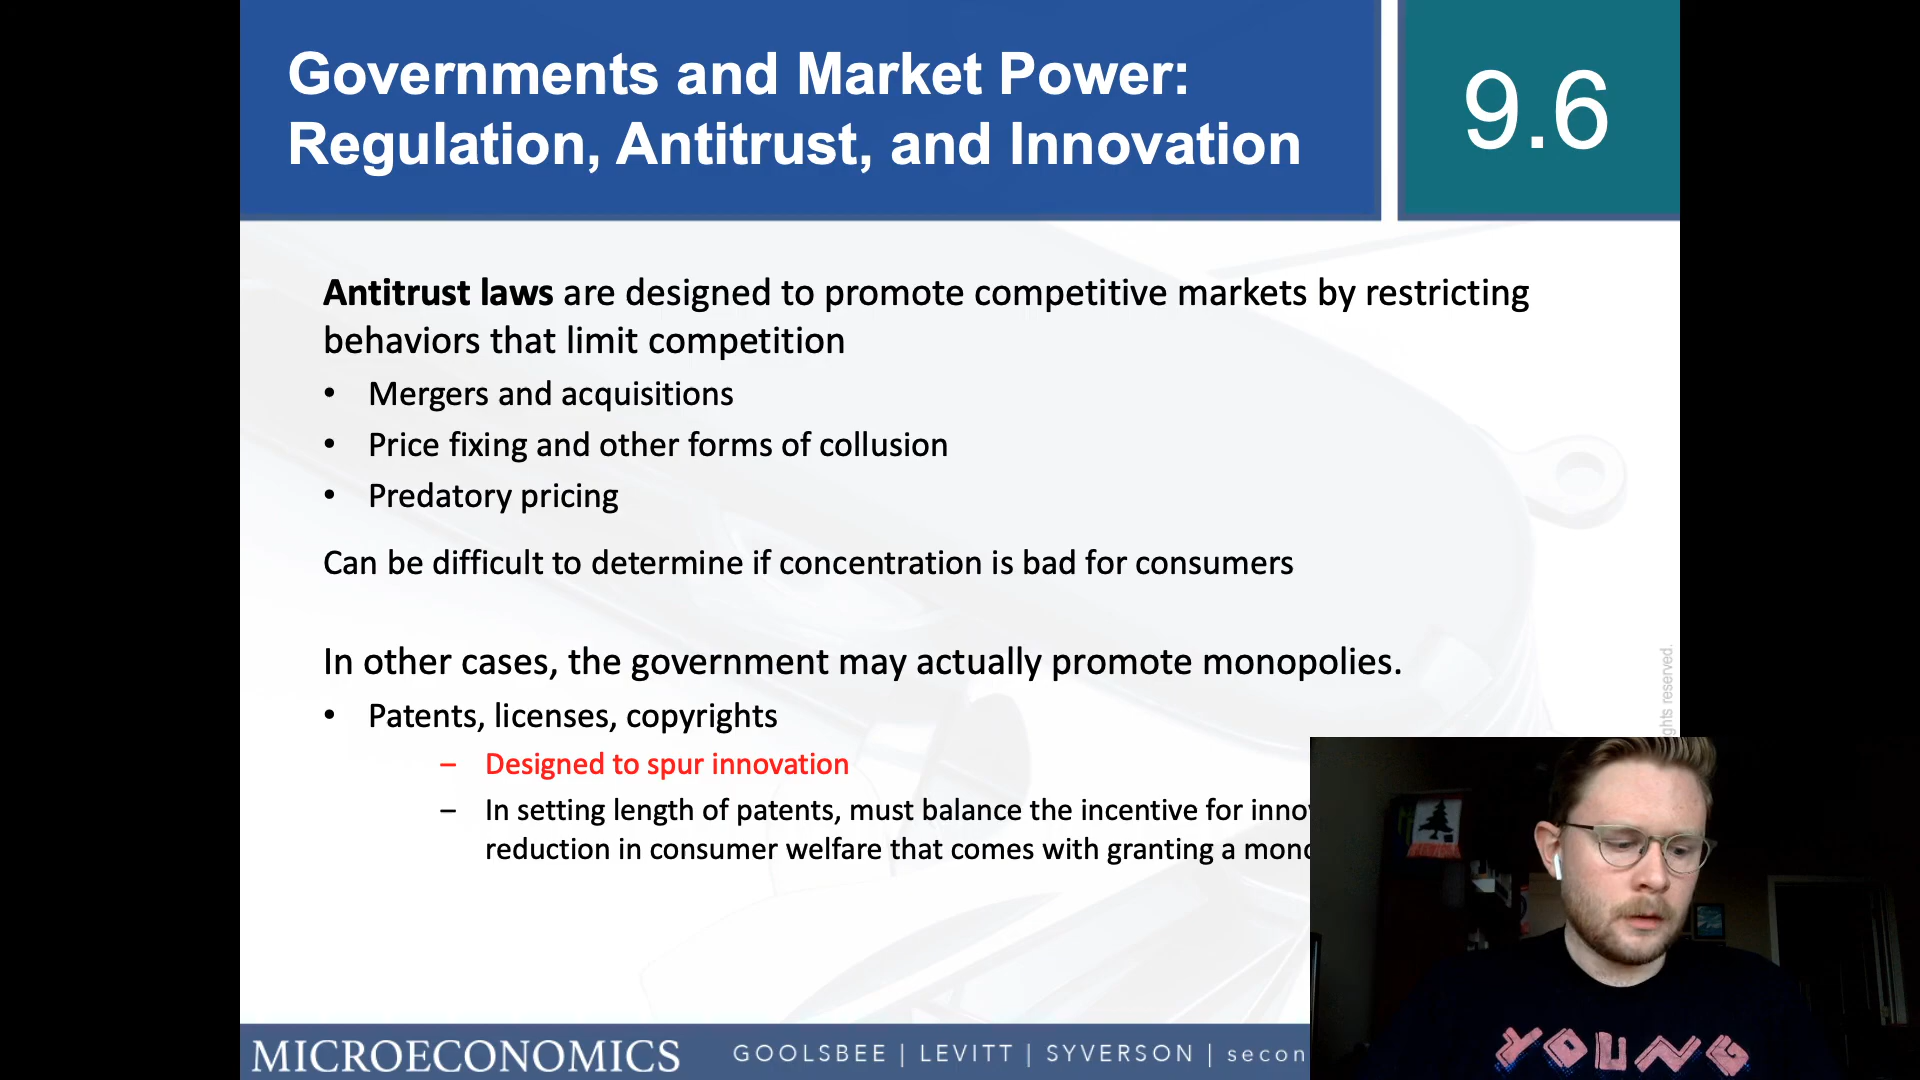 Governments and Market Power:
Regulation, Antitrust, and Innovation
9.6
Antitrust laws are designed to promote competitive markets by restricting
behaviors that limit competition
• Mergers and acquisitions
• Price fixing and other forms of collusion
• Predatory pricing
Can be difficult to determine if concentration is bad for consumers
In other cases, the government may actually promote monopolies.
• Patents, licenses, copyrights
– Designed to spur innovation
– In setting length of patents, must balance the incentive for
reduction in consumer welfare that comes with granting a
reserved.
MICROECONOMICS
GOOLSBEE | LEVITT | SYVERSON |
YOUNG